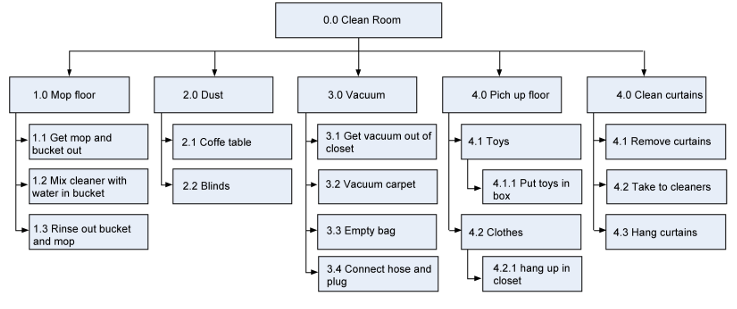 0.0 Clean Room
1.0 Mop floor
2.0 Dust
3.0 Vacuum
4.0 Pich up floor
4.0 Clean curtains
1.1 Get mop and
bucket out
1.2 Mix cleaner with
water in bucket
1.3 Rinse out bucket
and mop
2.1 Coffe table
2.2 Blinds
3.1 Get vacuum out of
closet
3.2 Vacuum carpet
3.3 Empty bag
3.4 Connect hose and
plug
4.1 Toys
4.1.1 Put toys in
box
4.2 Clothes
4.2.1 hang up in
closet
4.1 Remove curtains
4.2 Take to cleaners
4.3 Hang curtains